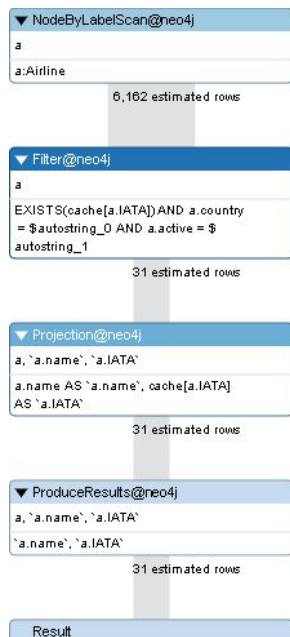 ▼ NodeByLabelScan@neo4j
a
a:Airline
6,162 estimated rows
▼ Filter@neo4j
a
EXISTS(cache[a.IATA]) AND a.country
= $autostring_0 AND a.active = $
autostring_1
31 estimated rows
▼ Projection@neo4j
a, `a.name`, `a.IATA`
a.name AS `a.name`, cache[a.IATA]
AS `a.IATA`
31 estimated rows
▼ ProduceResults@neo4j
a, `a.name`, `a.IATA`
`a.name`, `a.IATA`
31 estimated rows
Result